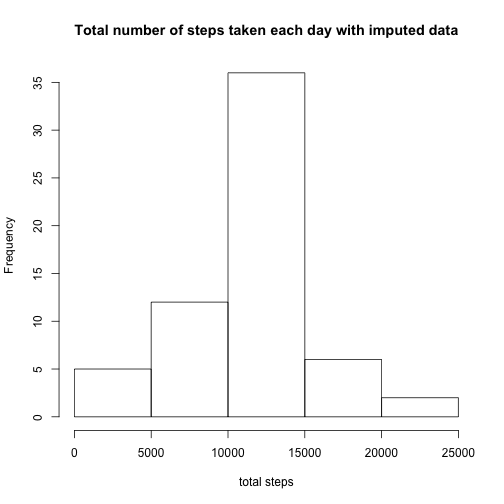 Total number of steps taken each day with imputed data
35
30
25
20
15
10
5
0
Frequency
0 5000 10000 15000 20000 25000
total steps